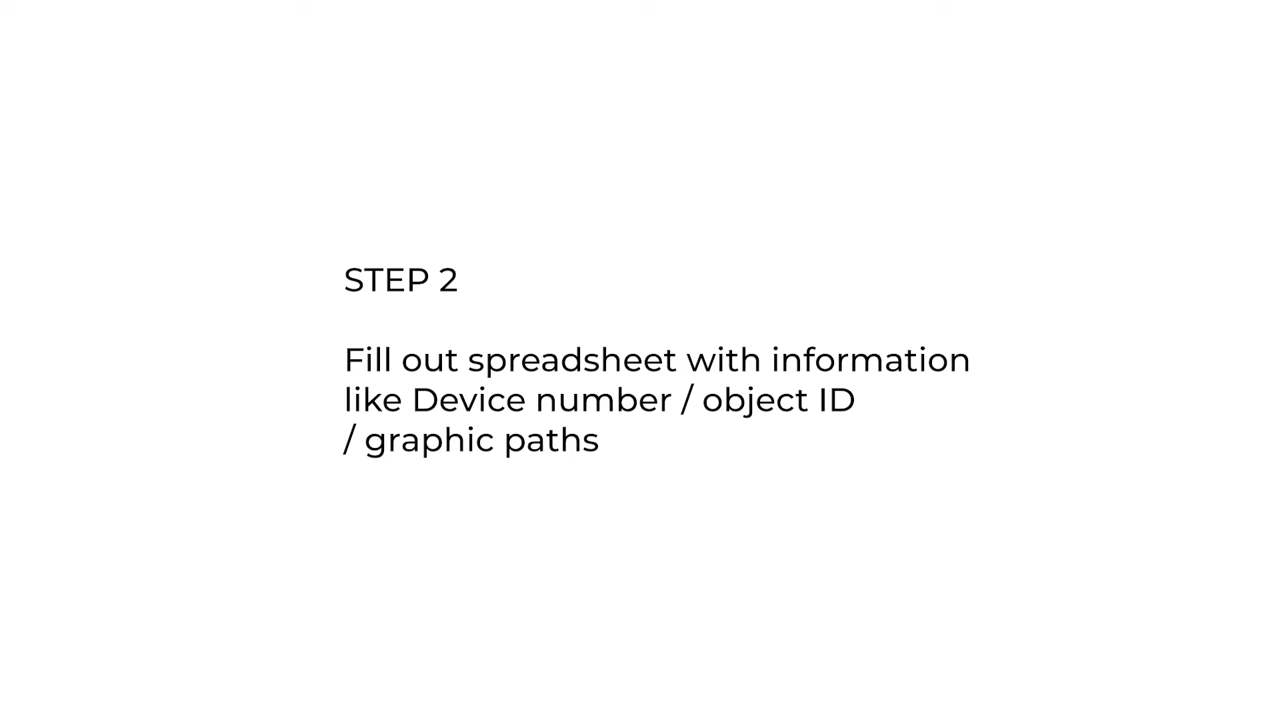 STEP 2
Fill out spreadsheet with information
like Device number / object ID
/ graphic paths